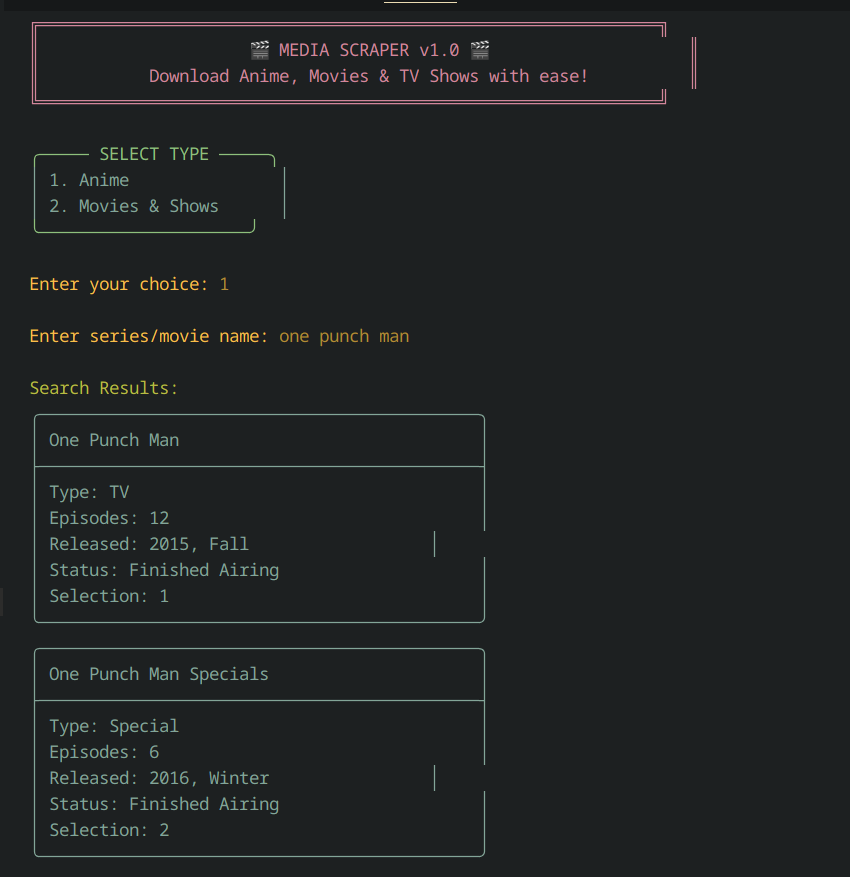 🎬 MEDIA SCRAPER v1.0 🎬
Download Anime, Movies & TV Shows with ease!
SELECT TYPE
1. Anime
2. Movies & Shows
Enter your choice: 1
Enter series/movie name: one punch man
Search Results:
One Punch Man
Type: TV
Episodes: 12
Released: 2015, Fall
Status: Finished Airing
Selection: 1
One Punch Man Specials
Type: Special
Episodes: 6
Released: 2016, Winter
Status: Finished Airing
Selection: 2